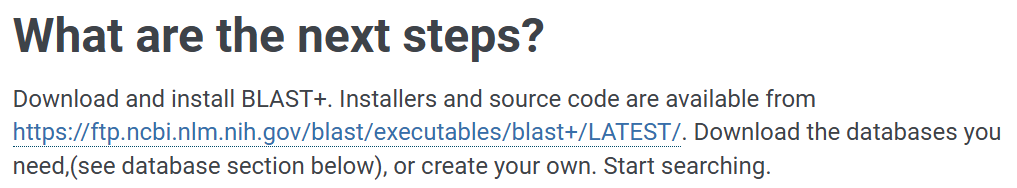 What are the next steps?
Download and install BLAST+. Installers and source code are available from
https://ftp.ncbi.nlm.nih.gov/blast/executables/blast+/LATEST/. Download the databases you
need,(see database section below), or create your own. Start searching.